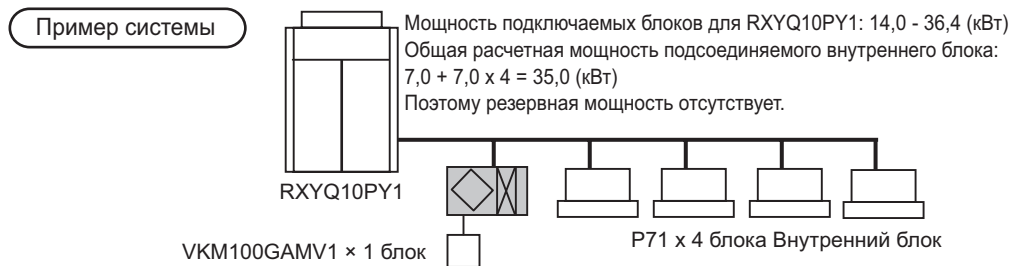 Пример системы
Мощность подключаемых блоков для RXYQ10PY1: 14,0 - 36,4 (кВт)
Общая расчетная мощность подсоединяемого внутреннего блока:
7,0 + 7,0 x 4 = 35,0 (кВт)
Поэтому резервная мощность отсутствует.
RXYQ10PY1
P71 x 4 блока Внутренний блок
VKM100GAMV1 × 1 блок